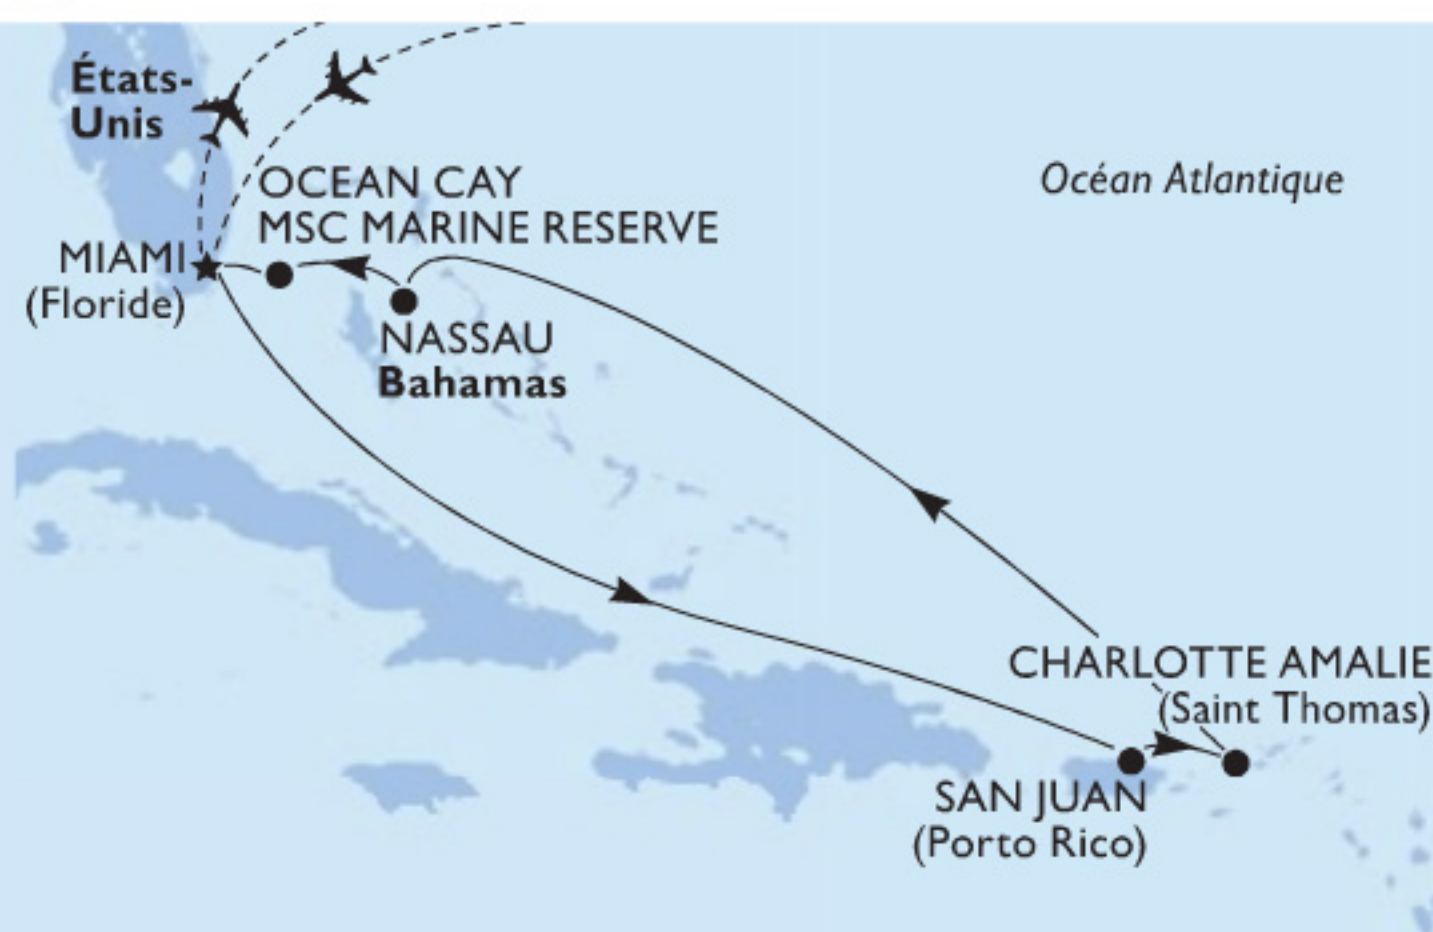 États-
Unis
OCEAN CAY
MSC MARINE RESERVE
Océan Atlantique
MIAMI
(Floride)
NASSAU
Bahamas
CHARLOTTE AMALIE
(Saint Thomas)
SAN JUAN
(Porto Rico)